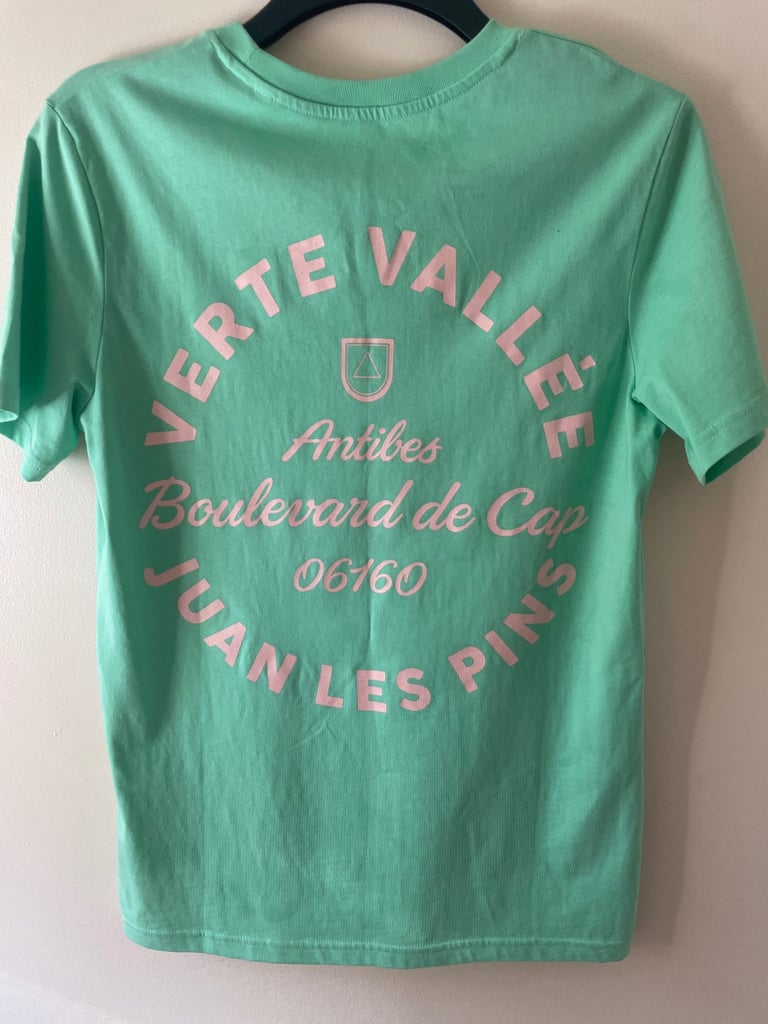 VERTE VALLÉE
Antibes
Boulevard de Cap
06160
JUAN LES PINS